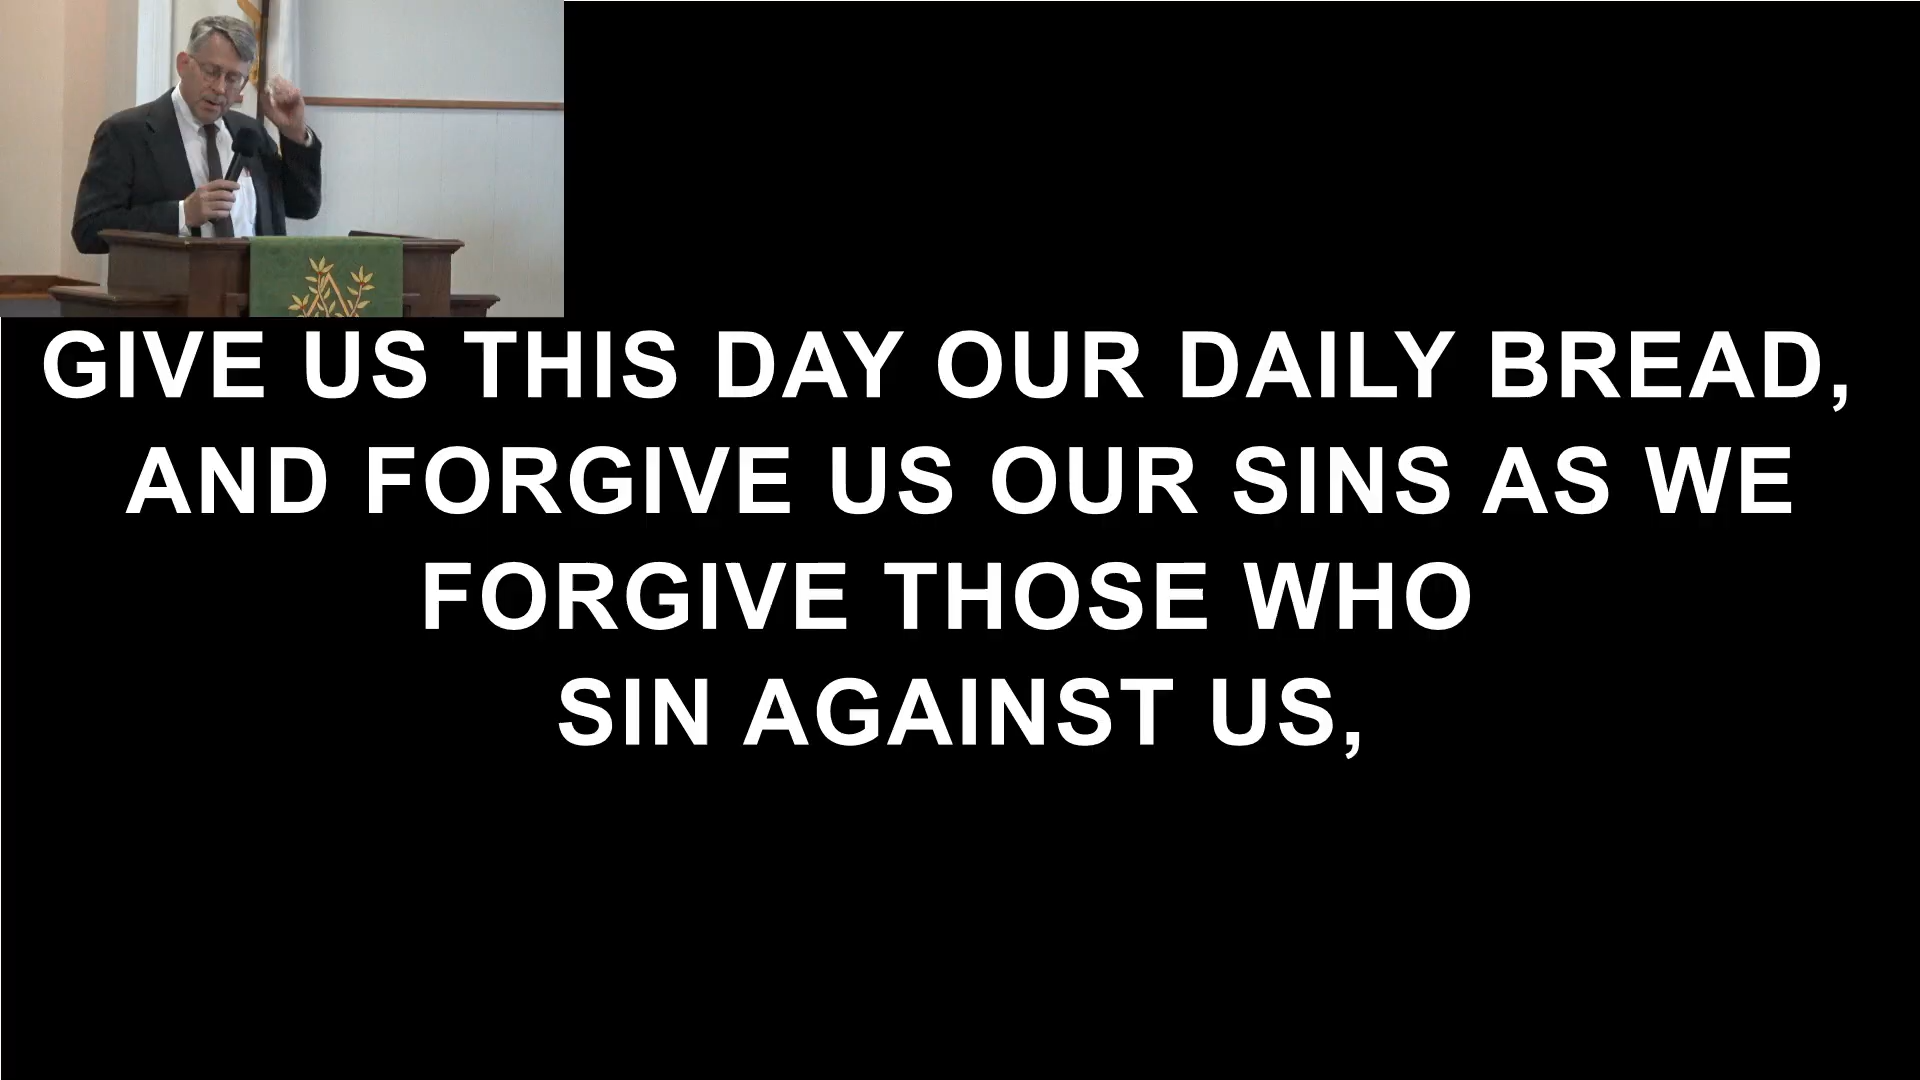 GIVE US THIS DAY OUR DAILY BREAD,
AND FORGIVE US OUR SINS AS WE
FORGIVE THOSE WHO
SIN AGAINST US,